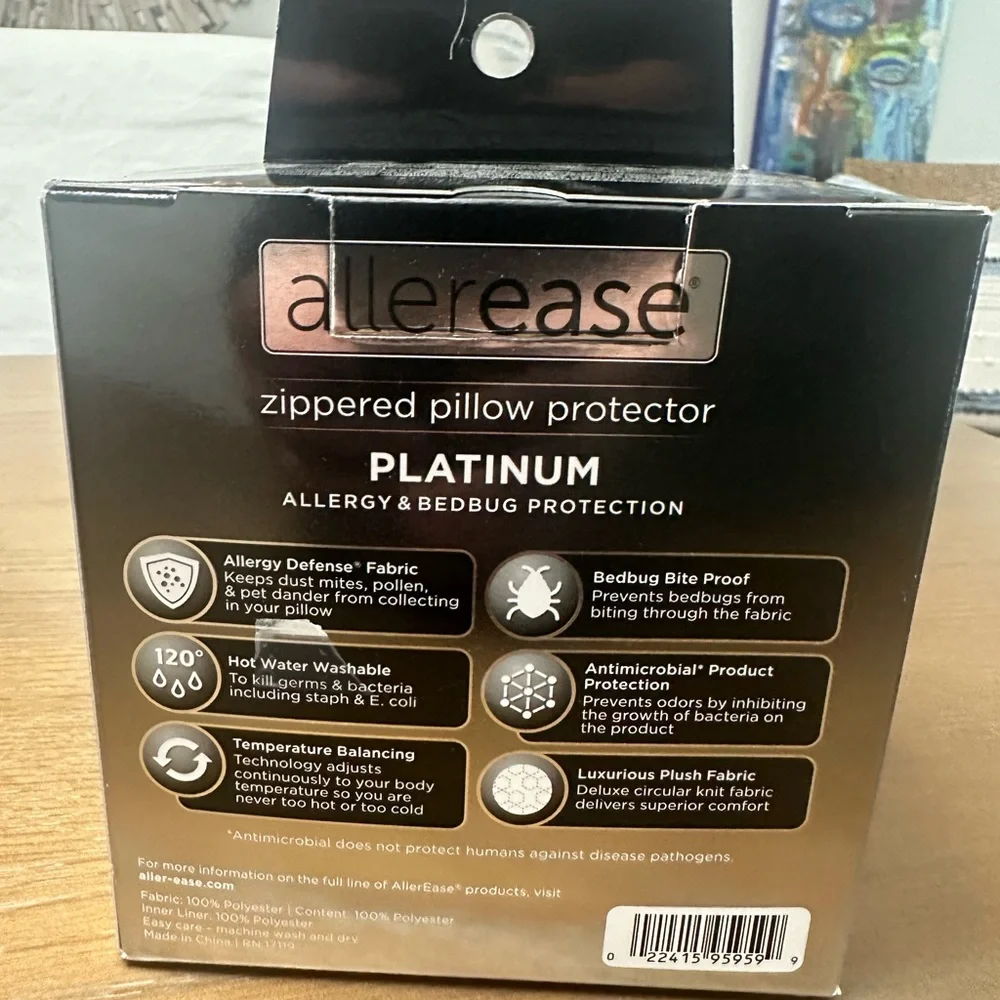 allerease®
zippered pillow protector
PLATINUM
ALLERGY & BEDBUG PROTECTION
Allergy Defense® Fabric
Keeps dust mites, pollen,
& pet dander from collecting
in your pillow
Bedbug Bite Proof
Prevents bedbugs from
biting through the fabric
120°
Hot Water Washable
To kill germs & bacteria
including staph & E. coli
Antimicrobial* Product
Protection
Prevents odors by inhibiting
the growth of bacteria on
the product
Temperature Balancing
Technology adjusts
continuously to your body
temperature so you are
never too hot or too cold
Luxurious Plush Fabric
Deluxe circular knit fabric
delivers superior comfort
*Antimicrobial does not protect humans against disease pathogens.
For more information on the full line of AllerEase® products, visit
aller-ease.com
Fabric: 100% Polyester | Content: 100% Polyester
Inner Liner: 100% Polyester
Easy care - machine wash and dry
Made in China | RN 17119
0 22415 95959 9